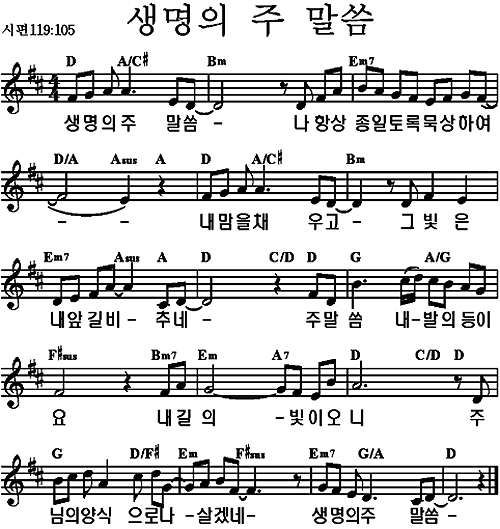 생명의 주 말씀
시편119:105
D A/C# Bm Em7
생명의주 말씀- 나항상 종일토록묵상하여
D/A Asus A D A/C# Bm
- - 내맘을채 우고- 그 빛 은
Em7 Asus A D C/D D G A/G
내앞길비- 추네- 주말 씀 내-발의등이
F#sus Bm7 Em A7 D C/D D
요 내길 의 -빛이오 니 주
G D/F# Em F#sus Em7 G/A D
님의양식 으로나 -살겠네- 생명의주 말씀-